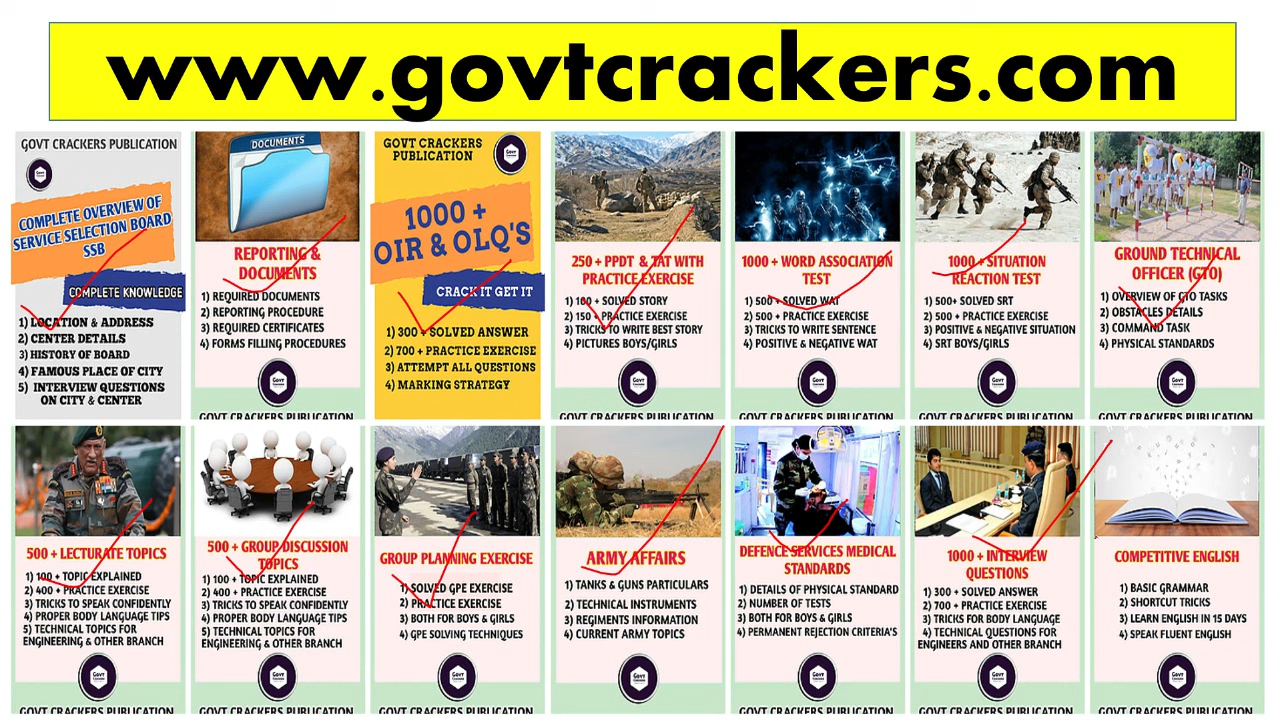 www.govtcrackers.com
GOVT CRACKERS PUBLICATION
COMPLETE OVERVIEW OF
SERVICE SELECTION BOARD
SSB
COMPLETE KNOWLEDGE
1) LOCATION & ADDRESS
2) CENTER DETAILS
3) HISTORY OF BOARD
4) FAMOUS PLACE OF CITY
5) INTERVIEW QUESTIONS
ON CITY & CENTER
DOCUMENTS
REPORTING &
DOCUMENTS
1) REQUIRED DOCUMENTS
2) REPORTING PROCEDURE
3) REQUIRED CERTIFICATES
4) FORMS FILLING PROCEDURES
GOVT CRACKERS PUBLICATION
GOVT CRACKERS
PUBLICATION
1000 +
OIR & OLQ'S
CRACK IT GET IT
1) 300 + SOLVED ANSWER
2) 700 + PRACTICE EXERCISE
3) ATTEMPT ALL QUESTIONS
4) MARKING STRATEGY
250 + PPDT & TAT WITH
PRACTICE EXERCISE
1) 100 + SOLVED STORY
2) 150 + PRACTICE EXERCISE
3) TRICKS TO WRITE BEST STORY
4) PICTURES BOYS/GIRLS
GOVT CRACKERS PUBLICATION
1000 + WORD ASSOCIATION
TEST
1) 500 + SOLVED WAT
2) 500 + PRACTICE EXERCISE
3) TRICKS TO WRITE SENTENCE
4) POSITIVE & NEGATIVE WAT
GOVT CRACKERS PUBLICATION
1000 + SITUATION
REACTION TEST
1) 500+ SOLVED SRT
2) 500 + PRACTICE EXERCISE
3) POSITIVE & NEGATIVE SITUATION
4) SRT BOYS/GIRLS
GOVT CRACKERS PUBLICATION
GROUND TECHNICAL
OFFICER (GTO)
1) OVERVIEW OF GTO TASKS
2) OBSTACLES DETAILS
3) COMMAND TASK
4) PHYSICAL STANDARDS
GOVT CRACKERS PUBLICATION
500 + LECTURATE TOPICS
1) 100 + TOPIC EXPLAINED
2) 400 + PRACTICE EXERCISE
3) TRICKS TO SPEAK CONFIDENTLY
4) PROPER BODY LANGUAGE TIPS
5) TECHNICAL TOPICS FOR
ENGINEERING & OTHER BRANCH
GOVT CRACKERS PUBLICATION
500 + GROUP DISCUSSION
TOPICS
1) 100 + TOPIC EXPLAINED
2) 400 + PRACTICE EXERCISE
3) TRICKS TO SPEAK CONFIDENTLY
4) PROPER BODY LANGUAGE TIPS
5) TECHNICAL TOPICS FOR
ENGINEERING & OTHER BRANCH
GOVT CRACKERS PUBLICATION
GROUP PLANNING EXERCISE
1) SOLVED GPE EXERCISE
2) PRACTICE EXERCISE
3) BOTH FOR BOYS & GIRLS
4) GPE SOLVING TECHNIQUES
GOVT CRACKERS PUBLICATION
ARMY AFFAIRS
1) TANKS & GUNS PARTICULARS
2) TECHNICAL INSTRUMENTS
3) REGIMENTS INFORMATION
4) CURRENT ARMY TOPICS
GOVT CRACKERS PUBLICATION
DEFENCE SERVICES MEDICAL
STANDARDS
1) DETAILS OF PHYSICAL STANDARD
2) NUMBER OF TESTS
3) BOTH FOR BOYS & GIRLS
4) PERMANENT REJECTION CRITERIA'S
GOVT CRACKERS PUBLICATION
1000 + INTERVIEW
QUESTIONS
1) 300 + SOLVED ANSWER
2) 700 + PRACTICE EXERCISE
3) TRICKS FOR BODY LANGUAGE
4) TECHNICAL QUESTIONS FOR
ENGINEERS AND OTHER BRANCH
GOVT CRACKERS PUBLICATION
COMPETITIVE ENGLISH
1) BASIC GRAMMAR
2) SHORTCUT TRICKS
3) LEARN ENGLISH IN 15 DAYS
4) SPEAK FLUENT ENGLISH
GOVT CRACKERS PUBLICATION